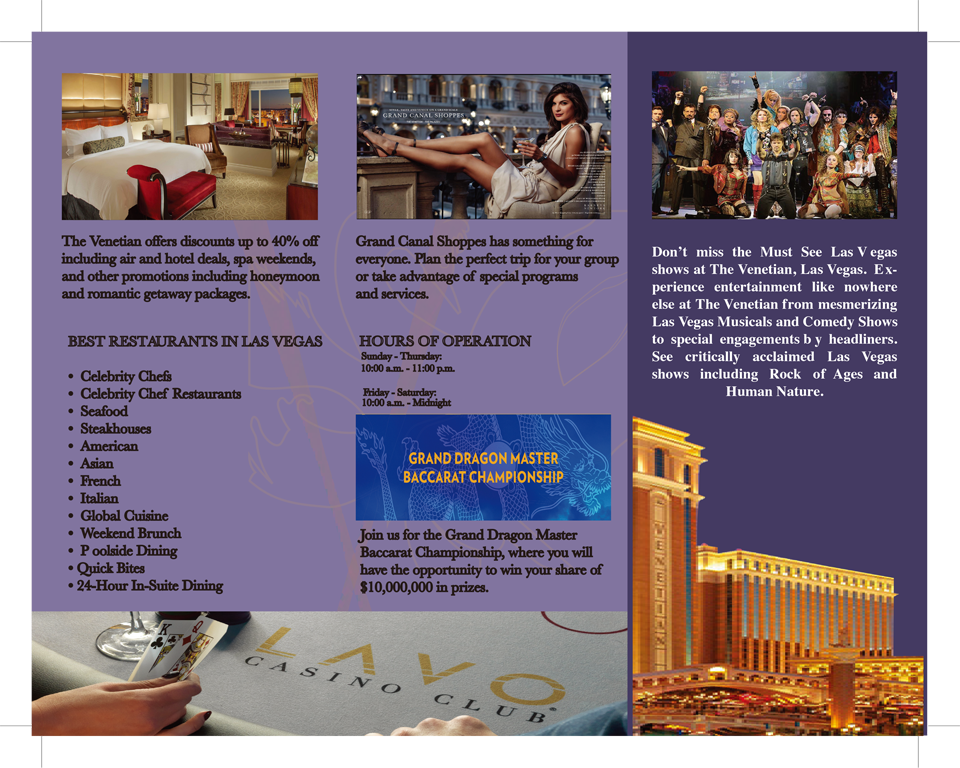 The Venetian offers discounts up to 40% off
including air and hotel deals, spa weekends,
and other promotions including honeymoon
and romantic getaway packages.
BEST RESTAURANTS IN LAS VEGAS
• Celebrity Chefs
• Celebrity Chef Restaurants
• Seafood
• Steakhouses
• American
• Asian
• French
• Italian
• Global Cuisine
• Weekend Brunch
• P oolside Dining
• Quick Bites
• 24-Hour In-Suite Dining
GRAND CANAL SHOPPES
Grand Canal Shoppes has something for
everyone. Plan the perfect trip for your group
or take advantage of special programs
and services.
HOURS OF OPERATION
Sunday - Thursday:
10:00 a.m. - 11:00 p.m.
Friday - Saturday:
10:00 a.m. - Midnight
GRAND DRAGON MASTER
BACCARAT CHAMPIONSHIP
Join us for the Grand Dragon Master
Baccarat Championship, where you will
have the opportunity to win your share of
$10,000,000 in prizes.
K
Q
LAVO
CASINO CLUB
Don't miss the Must See Las V egas
shows at The Venetian, Las Vegas. Ex-
perience entertainment like nowhere
else at The Venetian from mesmerizing
Las Vegas Musicals and Comedy Shows
to special engagements b y headliners.
See critically acclaimed Las Vegas
shows including Rock of Ages and
Human Nature.
VENETIAN